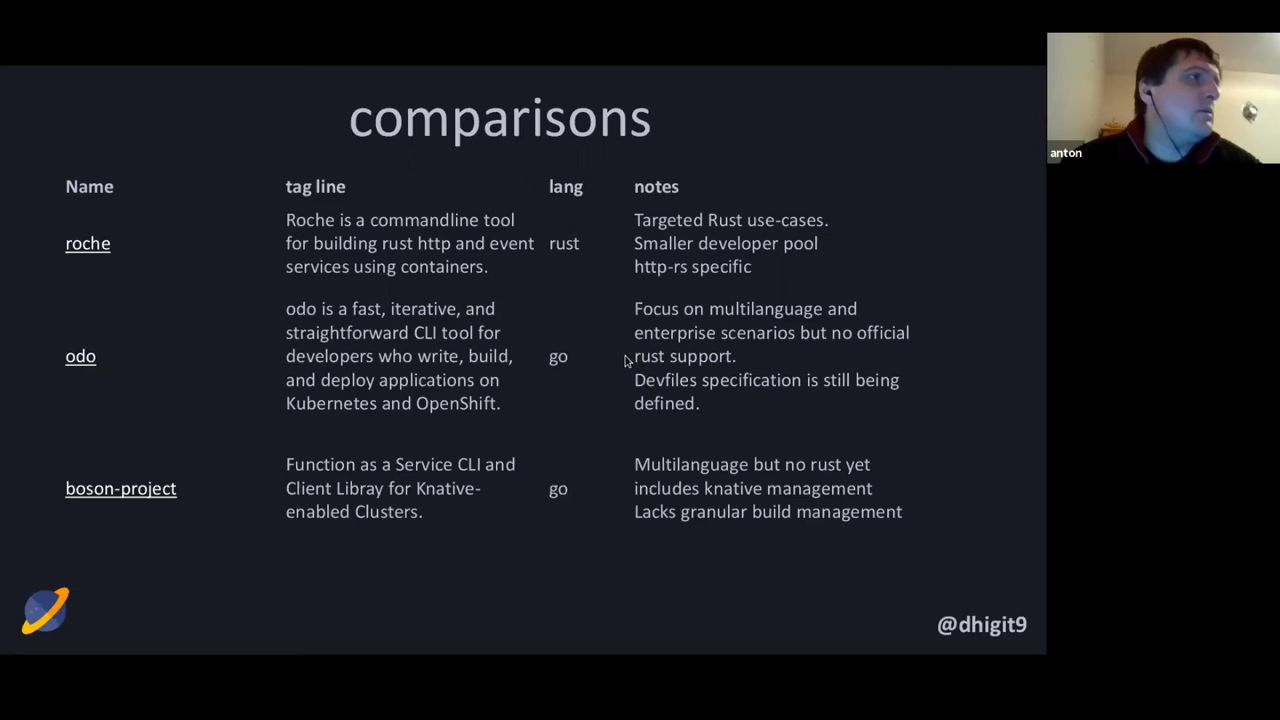 comparisons
anton
Name tag line lang notes
roche
Roche is a commandline tool
for building rust http and event
services using containers.
rust
Targeted Rust use-cases.
Smaller developer pool
http-rs specific
odo
odo is a fast, iterative, and
straightforward CLI tool for
developers who write, build,
and deploy applications on
Kubernetes and OpenShift.
go
Focus on multilanguage and
enterprise scenarios but no official
rust support.
Devfiles specification is still being
defined.
boson-project
Function as a Service CLI and
Client Libray for Knative-
enabled Clusters.
go
Multilanguage but no rust yet
includes knative management
Lacks granular build management
@dhigit9